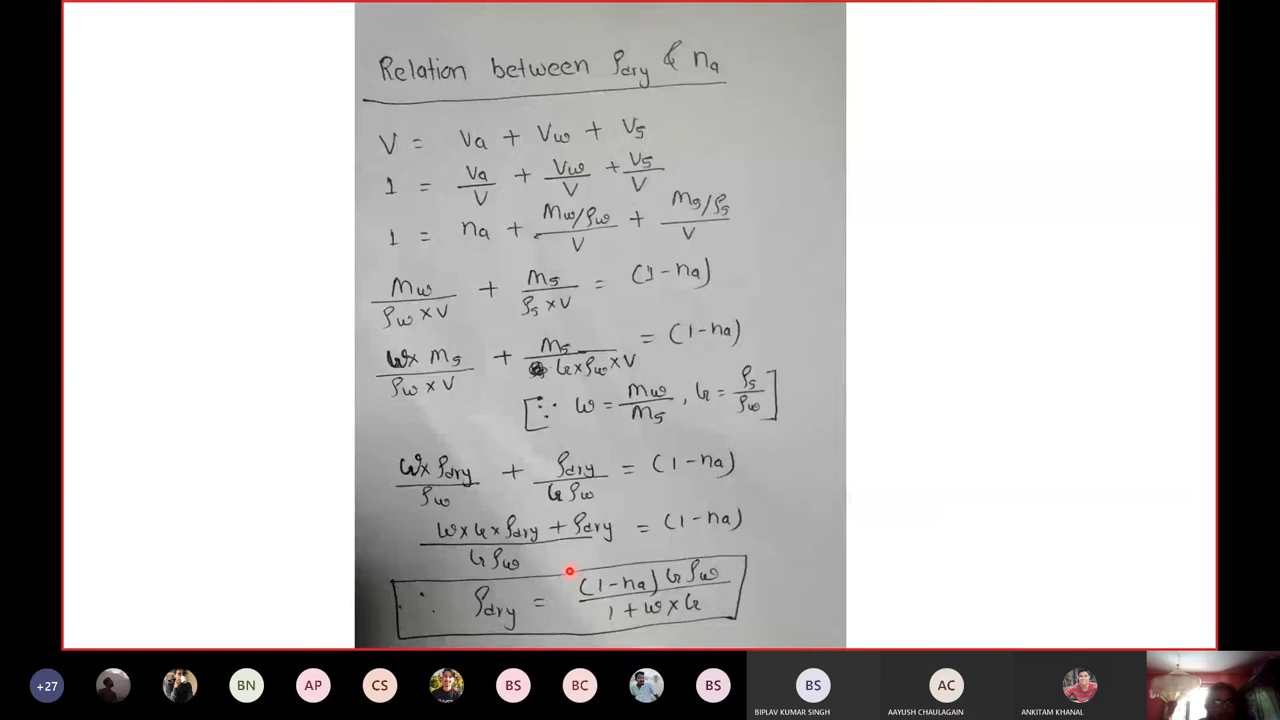 Relation between ρdry & na
V = Va + Vw + Vs
1 = Va/V + Vw/V + Vs/V
1 = na + (Mw/ρw)/V + (Ms/ρs)/V
Mw/(ρw × V) + Ms/(ρs × V) = (1 - na)
(w × Ms)/(ρw × V) + Ms/(G × ρw × V) = (1 - na)
[∵ w = Mw/Ms, G = ρs/ρw]
(w × ρdry)/ρw + ρdry/(G ρw) = (1 - na)
(w × G × ρdry + ρdry)/(G ρw) = (1 - na)
∴ ρdry = ((1 - na) G ρw)/(1 + w × G)
+27 BN AP CS BS BC BS BS AC
BIPLAV KUMAR SINGH AAYUSH CHAULAGAIN ANKITAM KHANAL